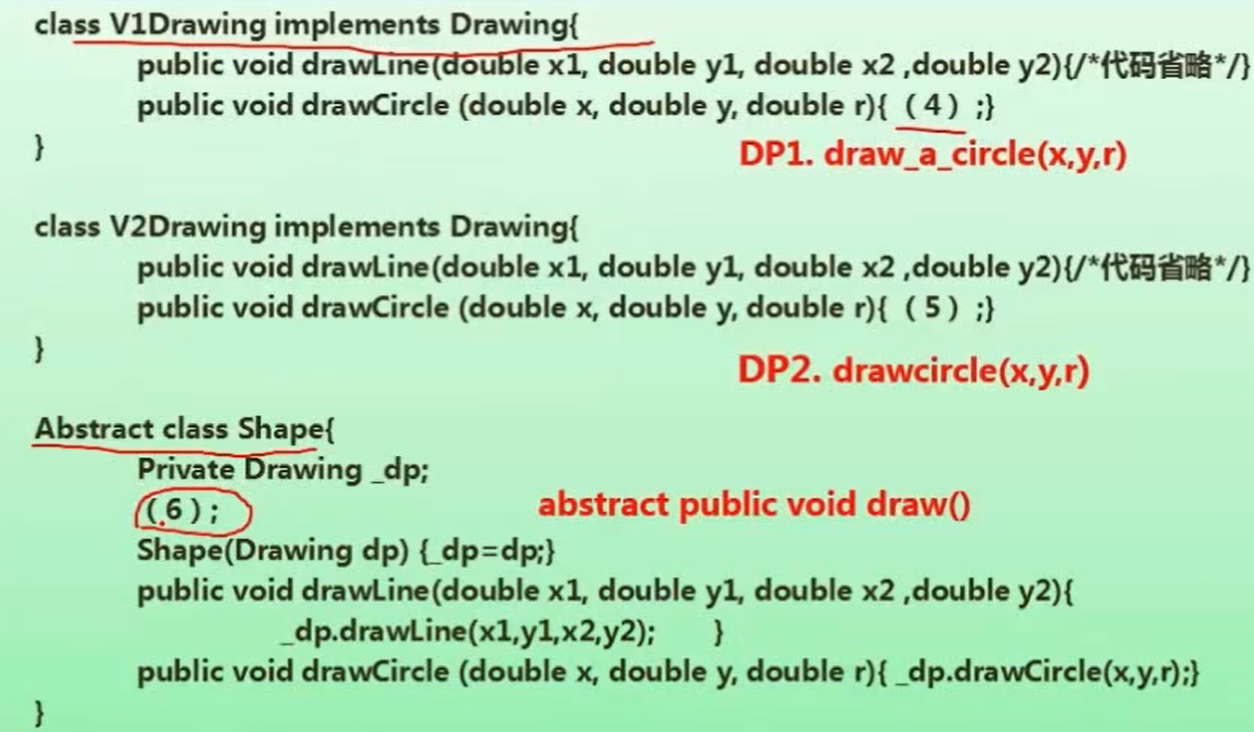 class V1Drawing implements Drawing{
public void drawLine(double x1, double y1, double x2 ,double y2){/*代码省略*/}
public void drawCircle (double x, double y, double r){ ( 4 ) ;}
}
DP1. draw_a_circle(x,y,r)
class V2Drawing implements Drawing{
public void drawLine(double x1, double y1, double x2 ,double y2){/*代码省略*/}
public void drawCircle (double x, double y, double r){ ( 5 ) ;}
}
DP2. drawcircle(x,y,r)
Abstract class Shape{
Private Drawing _dp;
( 6 ) ; abstract public void draw()
Shape(Drawing dp) {_dp=dp;}
public void drawLine(double x1, double y1, double x2 ,double y2){
_dp.drawLine(x1,y1,x2,y2); }
public void drawCircle (double x, double y, double r){ _dp.drawCircle(x,y,r);}
}